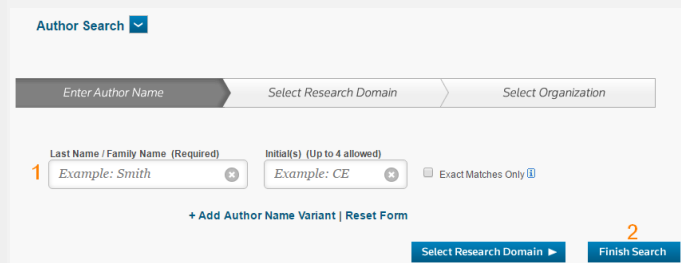 Author Search
Enter Author Name Select Research Domain Select Organization
Last Name / Family Name (Required) Initial(s) (Up to 4 allowed)
1 Example: Smith Example: CE Exact Matches Only i
+ Add Author Name Variant | Reset Form
2
Select Research Domain Finish Search